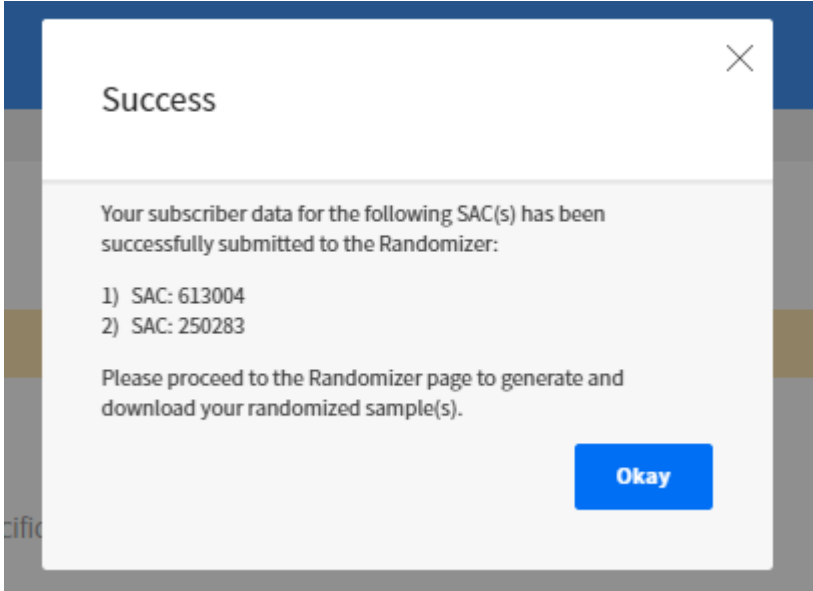 Success
Your subscriber data for the following SAC(s) has been
successfully submitted to the Randomizer:
1) SAC: 613004
2) SAC: 250283
Please proceed to the Randomizer page to generate and
download your randomized sample(s).
Okay